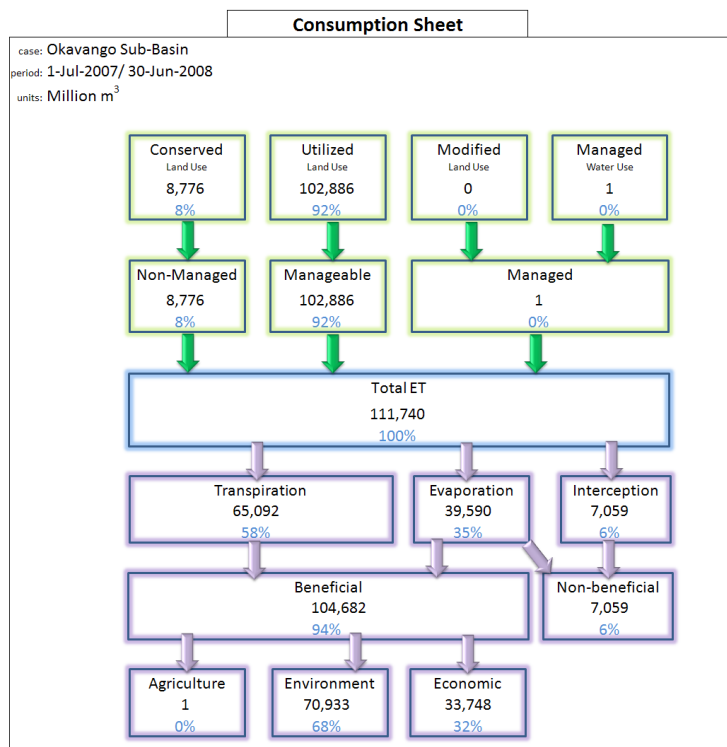 Consumption Sheet
case: Okavango Sub-Basin
period: 1-Jul-2007/ 30-Jun-2008
units: Million m³
Conserved
Land Use
8,776
8%
Utilized
Land Use
102,886
92%
Modified
Land Use
0
0%
Managed
Water Use
1
0%
Non-Managed
8,776
8%
Manageable
102,886
92%
Managed
1
0%
Total ET
111,740
100%
Transpiration
65,092
58%
Evaporation
39,590
35%
Interception
7,059
6%
Beneficial
104,682
94%
Non-beneficial
7,059
6%
Agriculture
1
0%
Environment
70,933
68%
Economic
33,748
32%